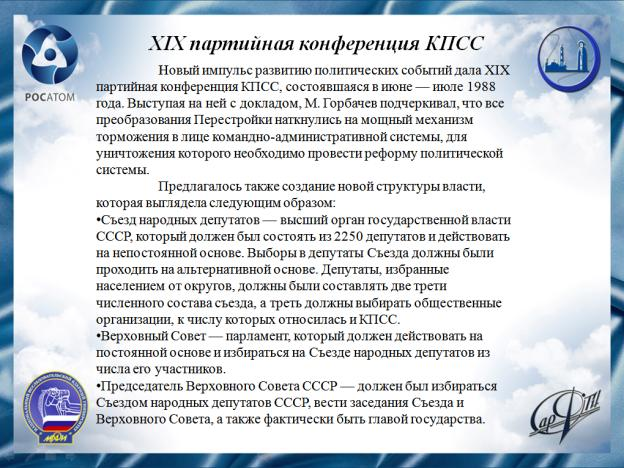 XIX партийная конференция КПСС
РОСАТОМ
Новый импульс развитию политических событий дала XIX
партийная конференция КПСС, состоявшаяся в июне — июле 1988
года. Выступая на ней с докладом, М. Горбачев подчеркивал, что все
преобразования Перестройки наткнулись на мощный механизм
торможения в лице командно-административной системы, для
уничтожения которого необходимо провести реформу политической
системы.
Предлагалось также создание новой структуры власти,
которая выглядела следующим образом:
•Съезд народных депутатов — высший орган государственной власти
СССР, который должен был состоять из 2250 депутатов и действовать
на непостоянной основе. Выборы в депутаты Съезда должны были
проходить на альтернативной основе. Депутаты, избранные
населением от округов, должны были составлять две трети
численного состава съезда, а треть должны выбирать общественные
организации, к числу которых относилась и КПСС.
•Верховный Совет — парламент, который должен действовать на
постоянной основе и избираться на Съезде народных депутатов из
числа его участников.
•Председатель Верховного Совета СССР — должен был избираться
Съездом народных депутатов СССР, вести заседания Съезда и
Верховного Совета, а также фактически быть главой государства.
МИФИ